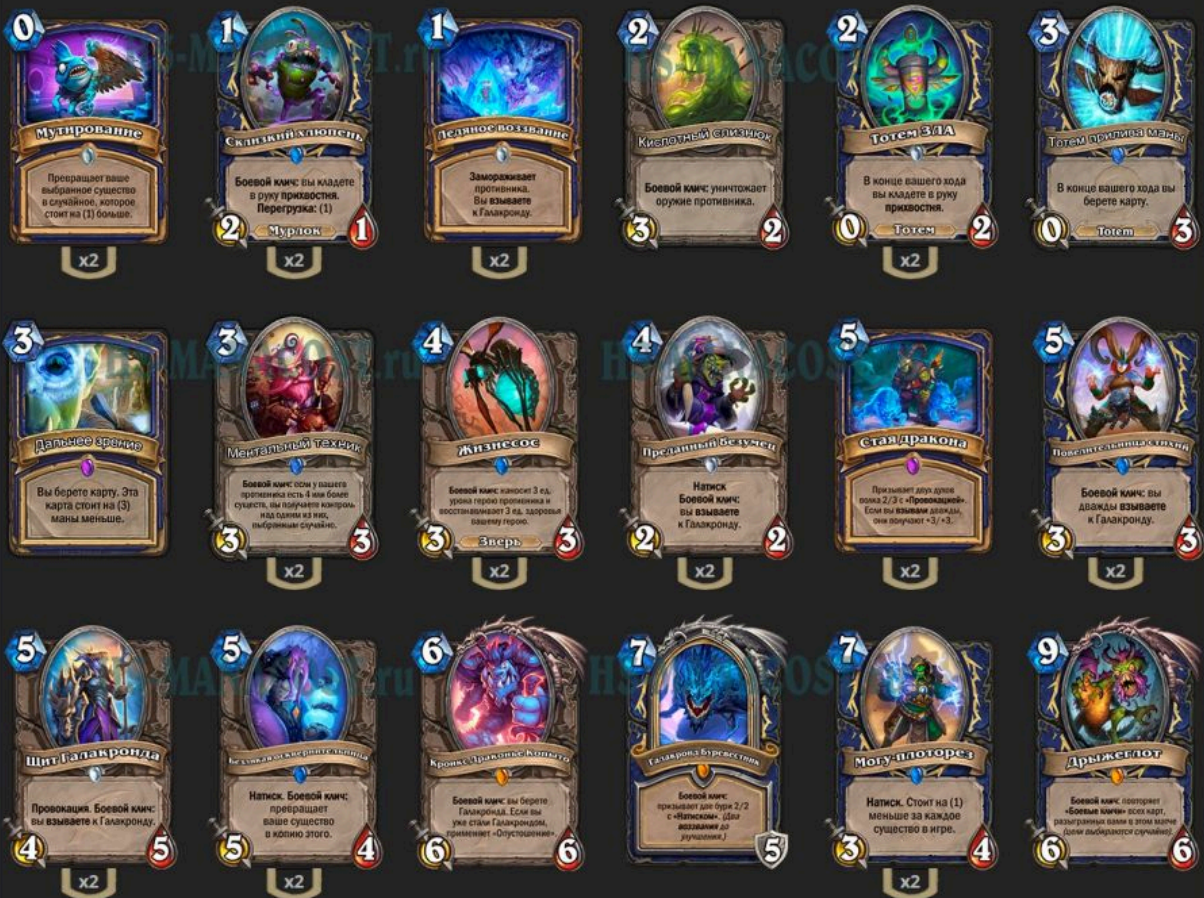 0
Мутирование
Превращает ваше
выбранное существо
в случайное, которое
стоит на (1) больше.
x2
1
Склизкий хлюпень
Боевой клич: вы кладете
в руку прихвостня.
Перегрузка: (1)
2
Мурлок
1
x2
1
Ледяное воззвание
Замораживает
противника.
Вы взываете
к Галакронду.
x2
2
Кислотный слизнюк
Боевой клич: уничтожает
оружие противника.
3
2
2
Тотем ЗЛА
В конце вашего хода
вы кладете в руку
прихвостня.
0
Тотем
2
x2
3
Тотем прилива маны
В конце вашего хода вы
берете карту.
0
Totem
3
3
Дальнее зрение
Вы берете карту. Эта
карта стоит на (3)
маны меньше.
3
Ментальный техник
Боевой клич: если у вашего
противника есть 4 или более
существ, вы получаете контроль
над одним из них,
выбранным случайно.
3
3
x2
4
Жизнесос
Боевой клич: наносит 3 ед.
урона герою противника и
восстанавливает 3 ед. здоровья
вашему герою.
3
Зверь
3
x2
4
Преданный безумец
Натиск
Боевой клич:
вы взываете
к Галакронду.
2
2
x2
5
Стая дракона
Призывает двух духов
волка 2/3 с «Провокацией».
Если вы взывали дважды,
они получают +3/+3.
x2
5
Повелительница стихий
Боевой клич: вы
дважды взываете
к Галакронду.
3
3
x2
5
Щит Галакронда
Провокация. Боевой клич:
вы взываете к Галакронду.
4
5
x2
5
Безликая осквернительница
Натиск. Боевой клич:
превращает
ваше существо
в копию этого.
5
4
x2
6
Кроникс Драконье Копыто
Боевой клич: вы берете
Галакронда. Если вы
уже стали Галакрондом,
применяет «Опустошение».
6
6
7
Галакронд Буревестник
Боевой клич:
призывает две бури 2/2
с «Натиском». (Два
воззвания до
улучшения.)
5
7
Могу-плоторез
Натиск. Стоит на (1)
меньше за каждое
существо в игре.
3
4
x2
9
Дрыжеглот
Боевой клич: повторяет
«Боевые кличи» всех карт,
разыгранных вами в этом матче
(цели выбираются случайно).
6
6